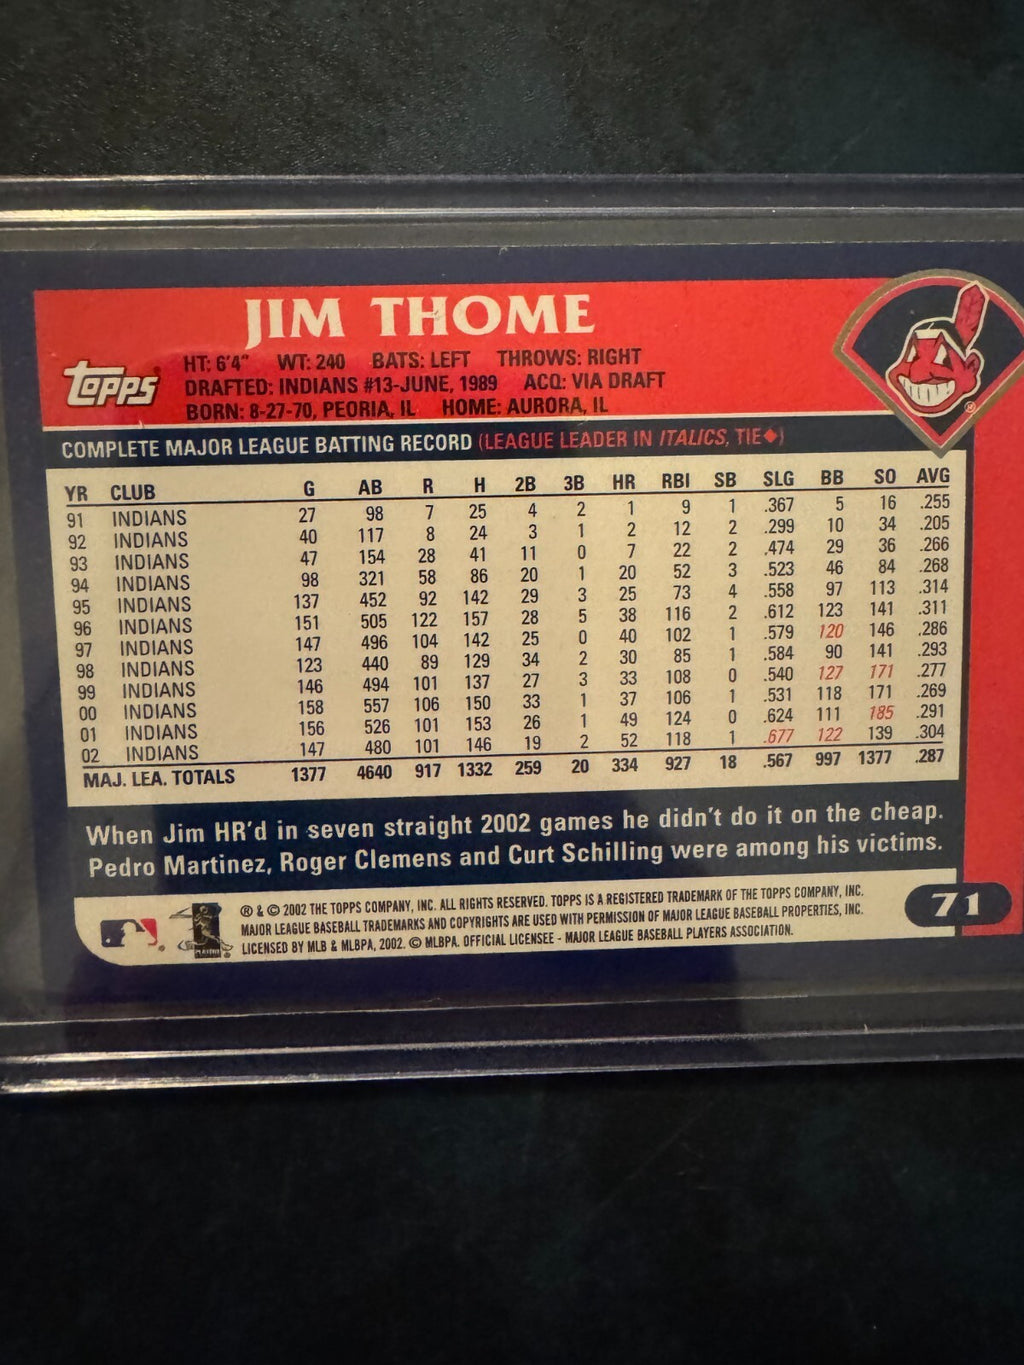 JIM THOME
topps
HT: 6'4" WT: 240 BATS: LEFT THROWS: RIGHT
DRAFTED: INDIANS #13-JUNE, 1989 ACQ: VIA DRAFT
BORN: 8-27-70, PEORIA, IL HOME: AURORA, IL
COMPLETE MAJOR LEAGUE BATTING RECORD (LEAGUE LEADER IN ITALICS, TIE♦)
YR CLUB G AB R H 2B 3B HR RBI SB SLG BB SO AVG
91 INDIANS 27 98 7 25 4 2 1 9 1 .367 5 16 .255
92 INDIANS 40 117 8 24 3 1 2 12 2 .299 10 34 .205
93 INDIANS 47 154 28 41 11 0 7 22 2 .474 29 36 .266
94 INDIANS 98 321 58 86 20 1 20 52 3 .523 46 84 .268
95 INDIANS 137 452 92 142 29 3 25 73 4 .558 97 113 .314
96 INDIANS 151 505 122 157 28 5 38 116 2 .612 123 141 .311
97 INDIANS 147 496 104 142 25 0 40 102 1 .579 120 146 .286
98 INDIANS 123 440 89 129 34 2 30 85 1 .584 90 141 .293
99 INDIANS 146 494 101 137 27 3 33 108 0 .540 127 171 .277
00 INDIANS 158 557 106 150 33 1 37 106 1 .531 118 171 .269
01 INDIANS 156 526 101 153 26 1 49 124 0 .624 111 185 .291
02 INDIANS 147 480 101 146 19 2 52 118 1 .677 122 139 .304
MAJ. LEA. TOTALS 1377 4640 917 1332 259 20 334 927 18 .567 997 1377 .287
When Jim HR'd in seven straight 2002 games he didn't do it on the cheap.
Pedro Martinez, Roger Clemens and Curt Schilling were among his victims.
® & © 2002 THE TOPPS COMPANY, INC. ALL RIGHTS RESERVED. TOPPS IS A REGISTERED TRADEMARK OF THE TOPPS COMPANY, INC.
MAJOR LEAGUE BASEBALL TRADEMARKS AND COPYRIGHTS ARE USED WITH PERMISSION OF MAJOR LEAGUE BASEBALL PROPERTIES, INC.
LICENSED BY MLB & MLBPA, 2002. © MLBPA. OFFICIAL LICENSEE - MAJOR LEAGUE BASEBALL PLAYERS ASSOCIATION.
71